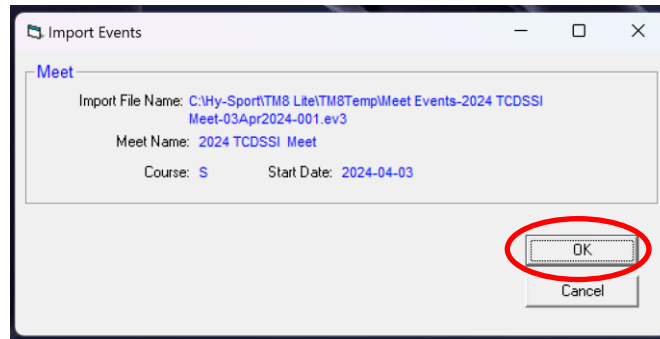 Import Events
Meet
Import File Name: C:\Hy-Sport\TM8 Lite\TM8Temp\Meet Events-2024 TCDSSI
Meet-03Apr2024-001.ev3
Meet Name: 2024 TCDSSI Meet
Course: S Start Date: 2024-04-03
OK
Cancel